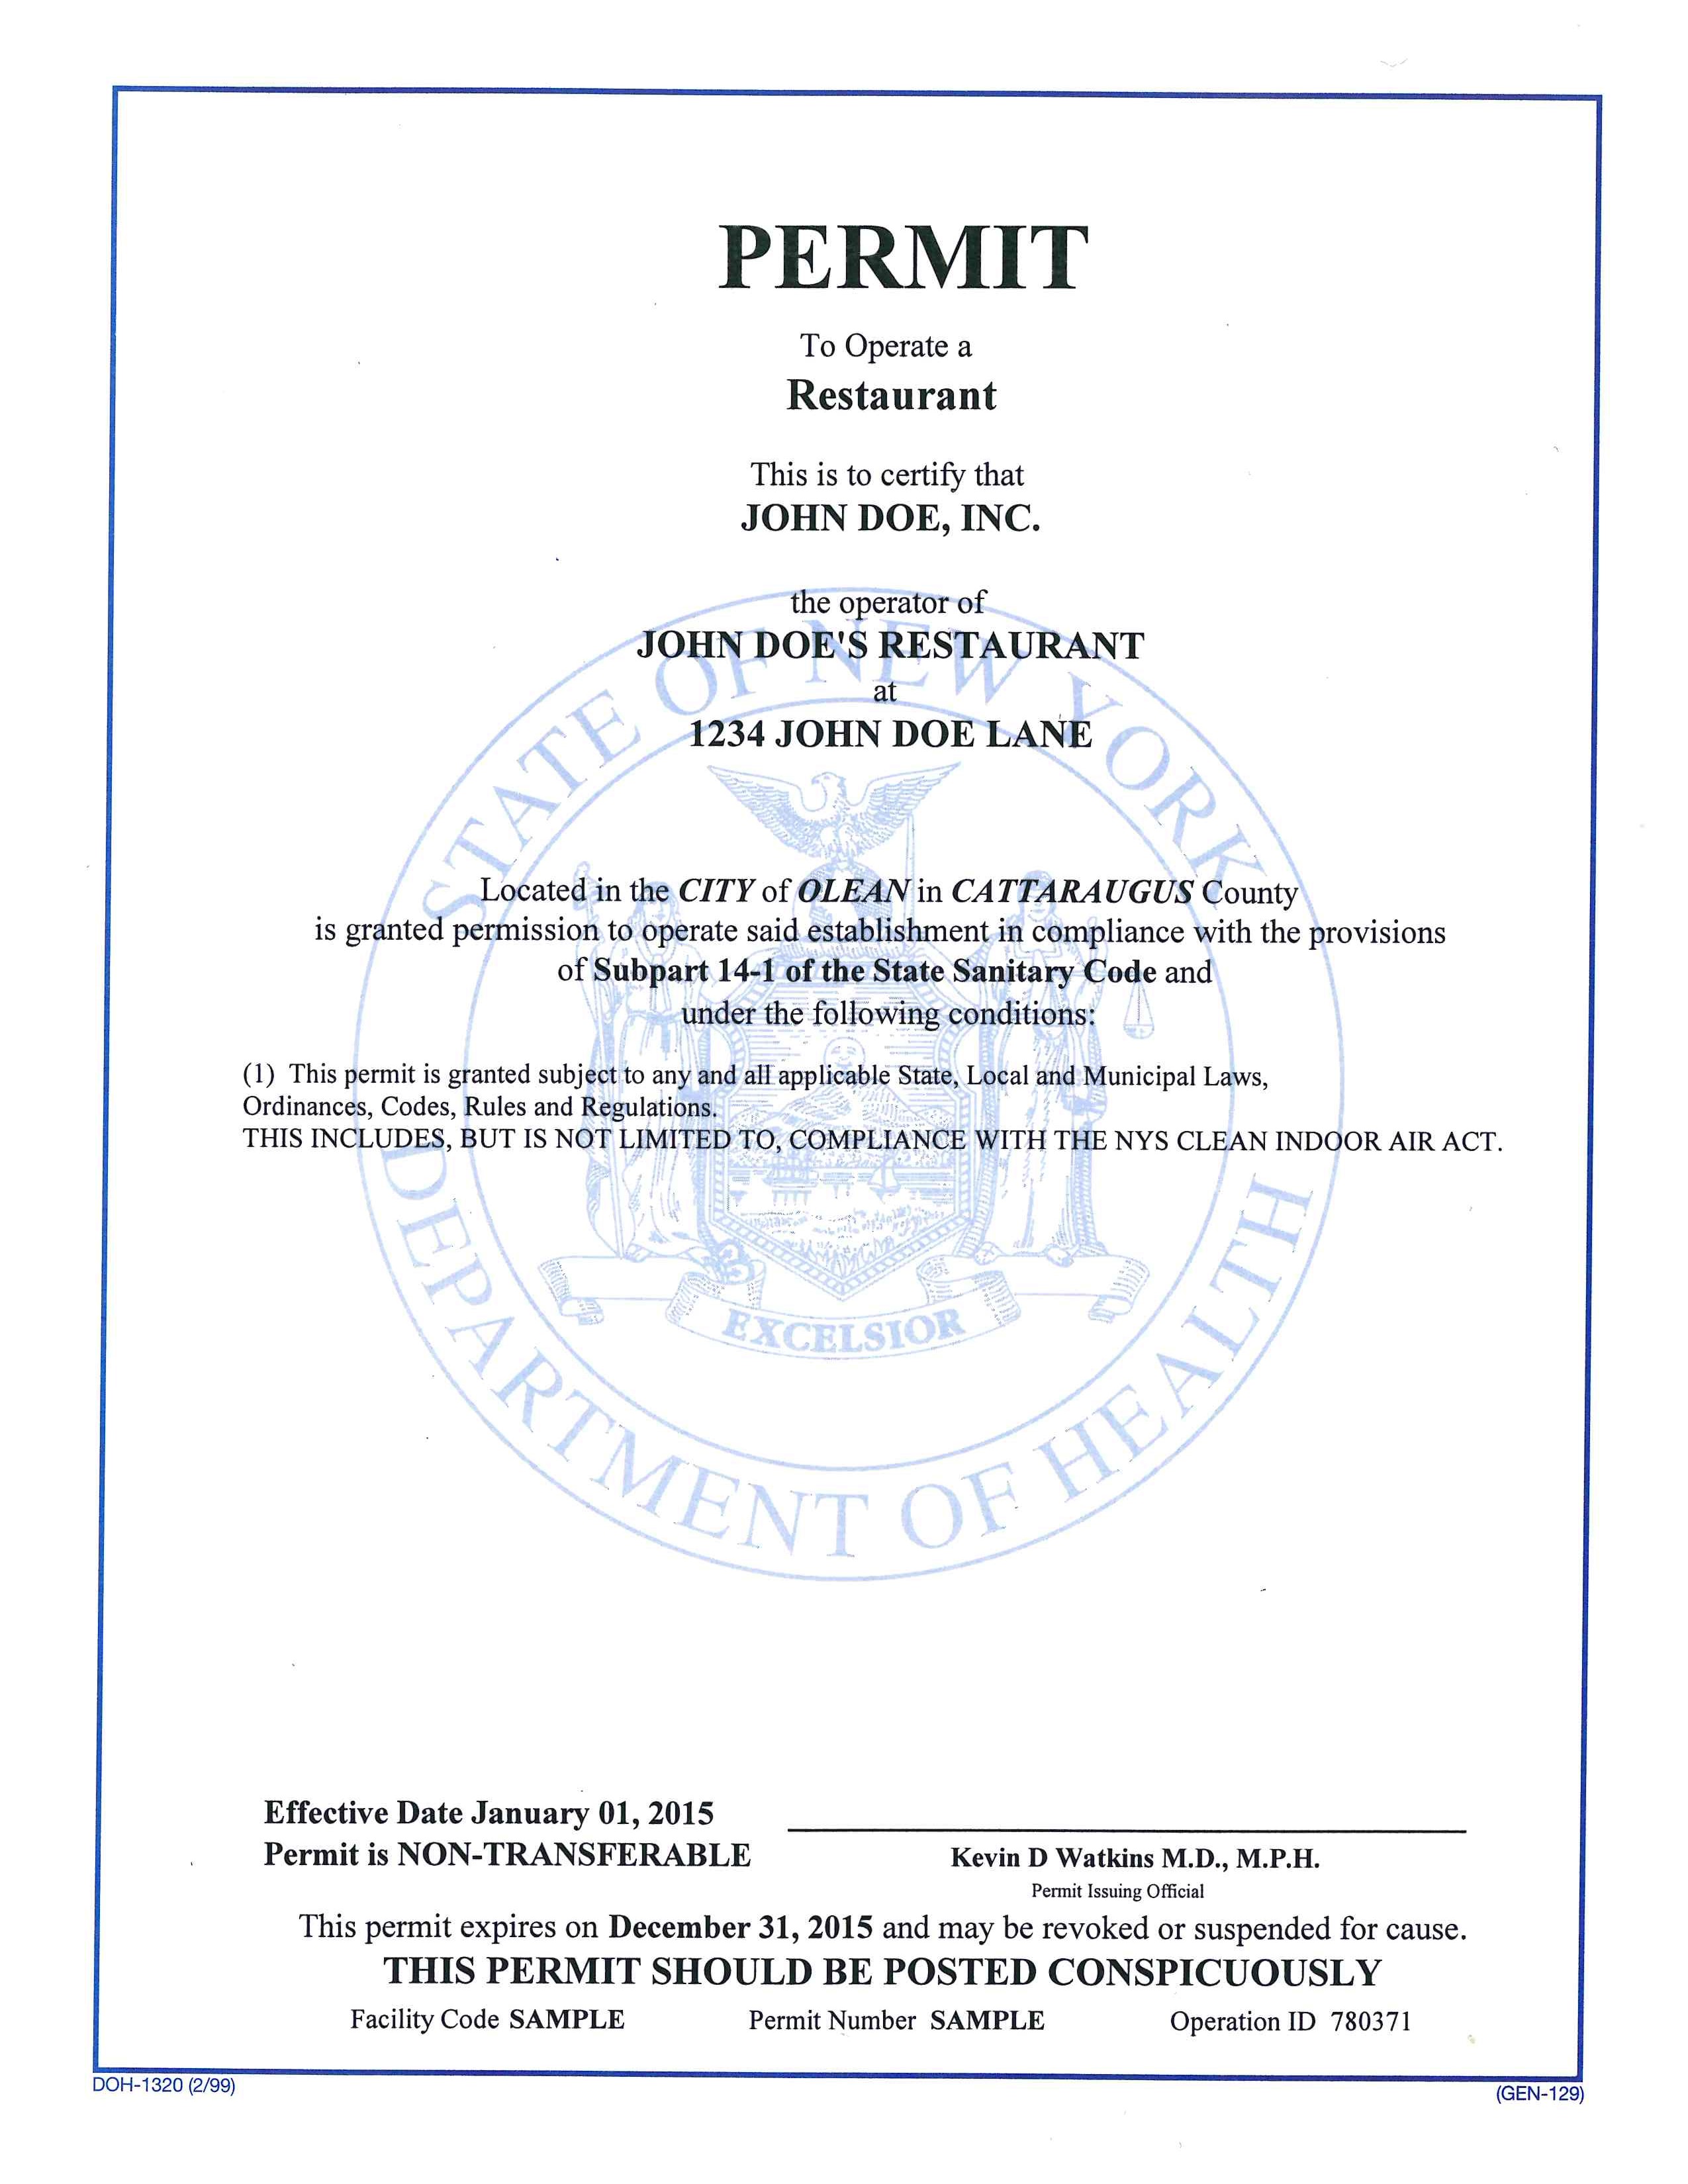 PERMIT
To Operate a
Restaurant
This is to certify that
JOHN DOE, INC.
the operator of
JOHN DOE'S RESTAURANT
at
1234 JOHN DOE LANE
STATE OF NEW YORK
Located in the CITY of OLEAN in CATTARAUGUS County
is granted permission to operate said establishment in compliance with the provisions
of Subpart 14-1 of the State Sanitary Code and
under the following conditions:
(1) This permit is granted subject to any and all applicable State, Local and Municipal Laws,
Ordinances, Codes, Rules and Regulations.
THIS INCLUDES, BUT IS NOT LIMITED TO, COMPLIANCE WITH THE NYS CLEAN INDOOR AIR ACT.
EXCELSIOR
DEPARTMENT OF HEALTH
Effective Date January 01, 2015
Permit is NON-TRANSFERABLE
Kevin D Watkins M.D., M.P.H.
Permit Issuing Official
This permit expires on December 31, 2015 and may be revoked or suspended for cause.
THIS PERMIT SHOULD BE POSTED CONSPICUOUSLY
Facility Code SAMPLE Permit Number SAMPLE Operation ID 780371
DOH-1320 (2/99) (GEN-129)